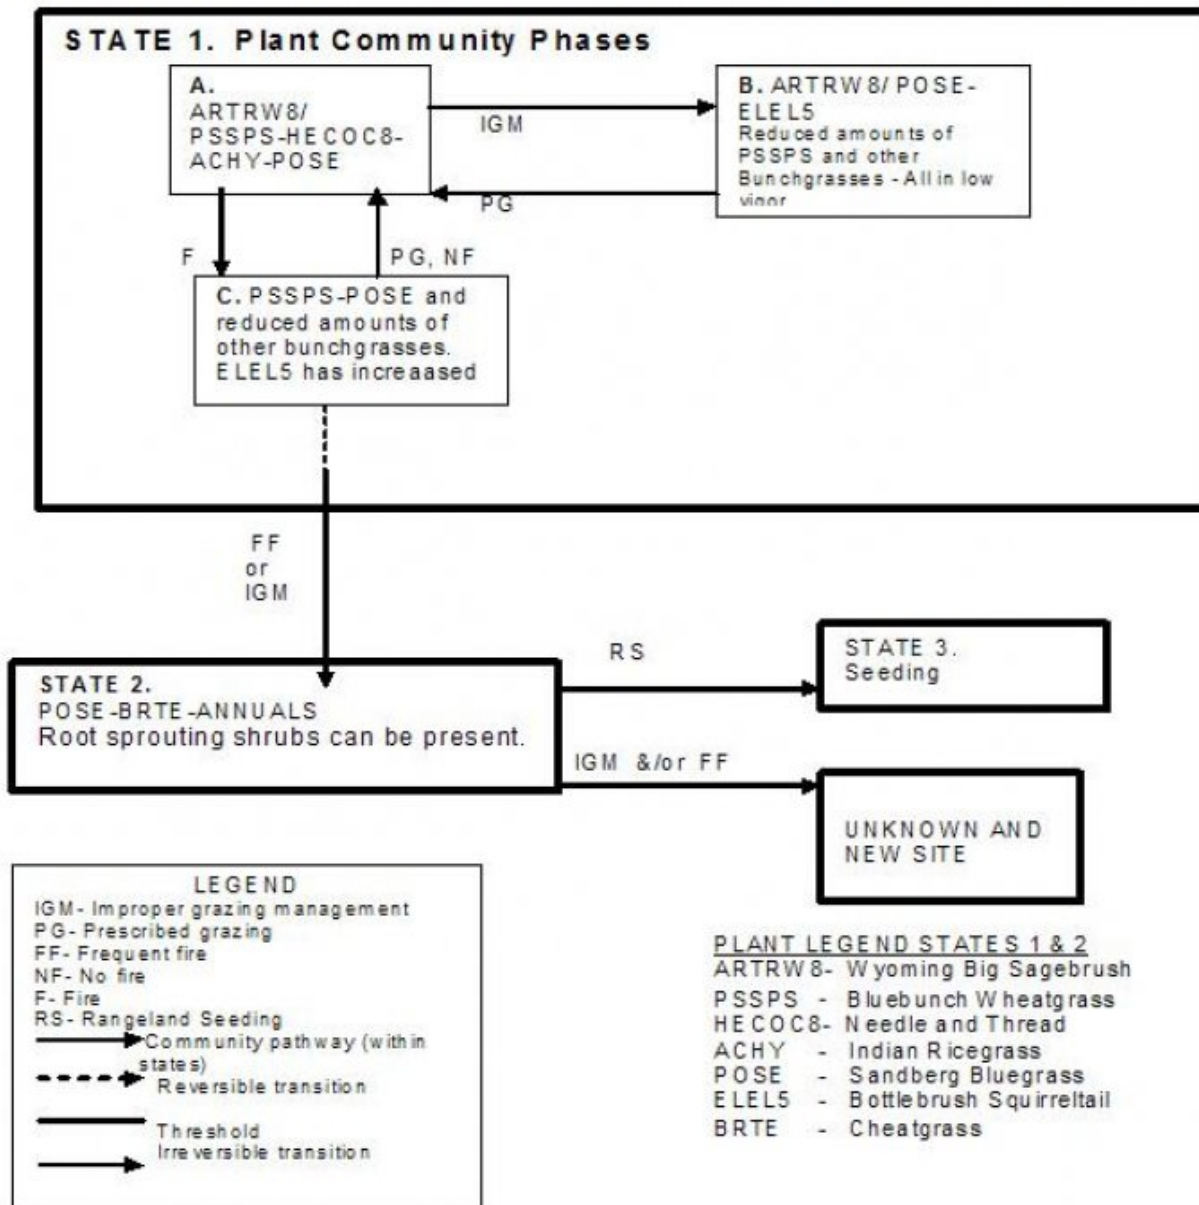 STATE 1. Plant Community Phases
A.
ARTRW8/
PSSPS-HECOC8-
ACHY-POSE
IGM
B. ARTRW8/ POSE-
ELEL5
Reduced amounts of
PSSPS and other
Bunchgrasses - All in low
vigor
PG
F
PG, NF
C. PSSPS-POSE and
reduced amounts of
other bunchgrasses.
ELEL5 has increaased
FF
or
IGM
STATE 2.
POSE-BRTE-ANNUALS
Root sprouting shrubs can be present.
RS
STATE 3.
Seeding
IGM &/or FF
UNKNOWN AND
NEW SITE
LEGEND
IGM- Improper grazing management
PG- Prescribed grazing
FF- Frequent fire
NF- No fire
F- Fire
RS- Rangeland Seeding
Community pathway (within
states)
Reversible transition
Threshold
Irreversible transition
PLANT LEGEND STATES 1 & 2
ARTRW8- Wyoming Big Sagebrush
PSSPS - Bluebunch Wheatgrass
HECOC8- Needle and Thread
ACHY - Indian Ricegrass
POSE - Sandberg Bluegrass
ELEL5 - Bottlebrush Squirreltail
BRTE - Cheatgrass